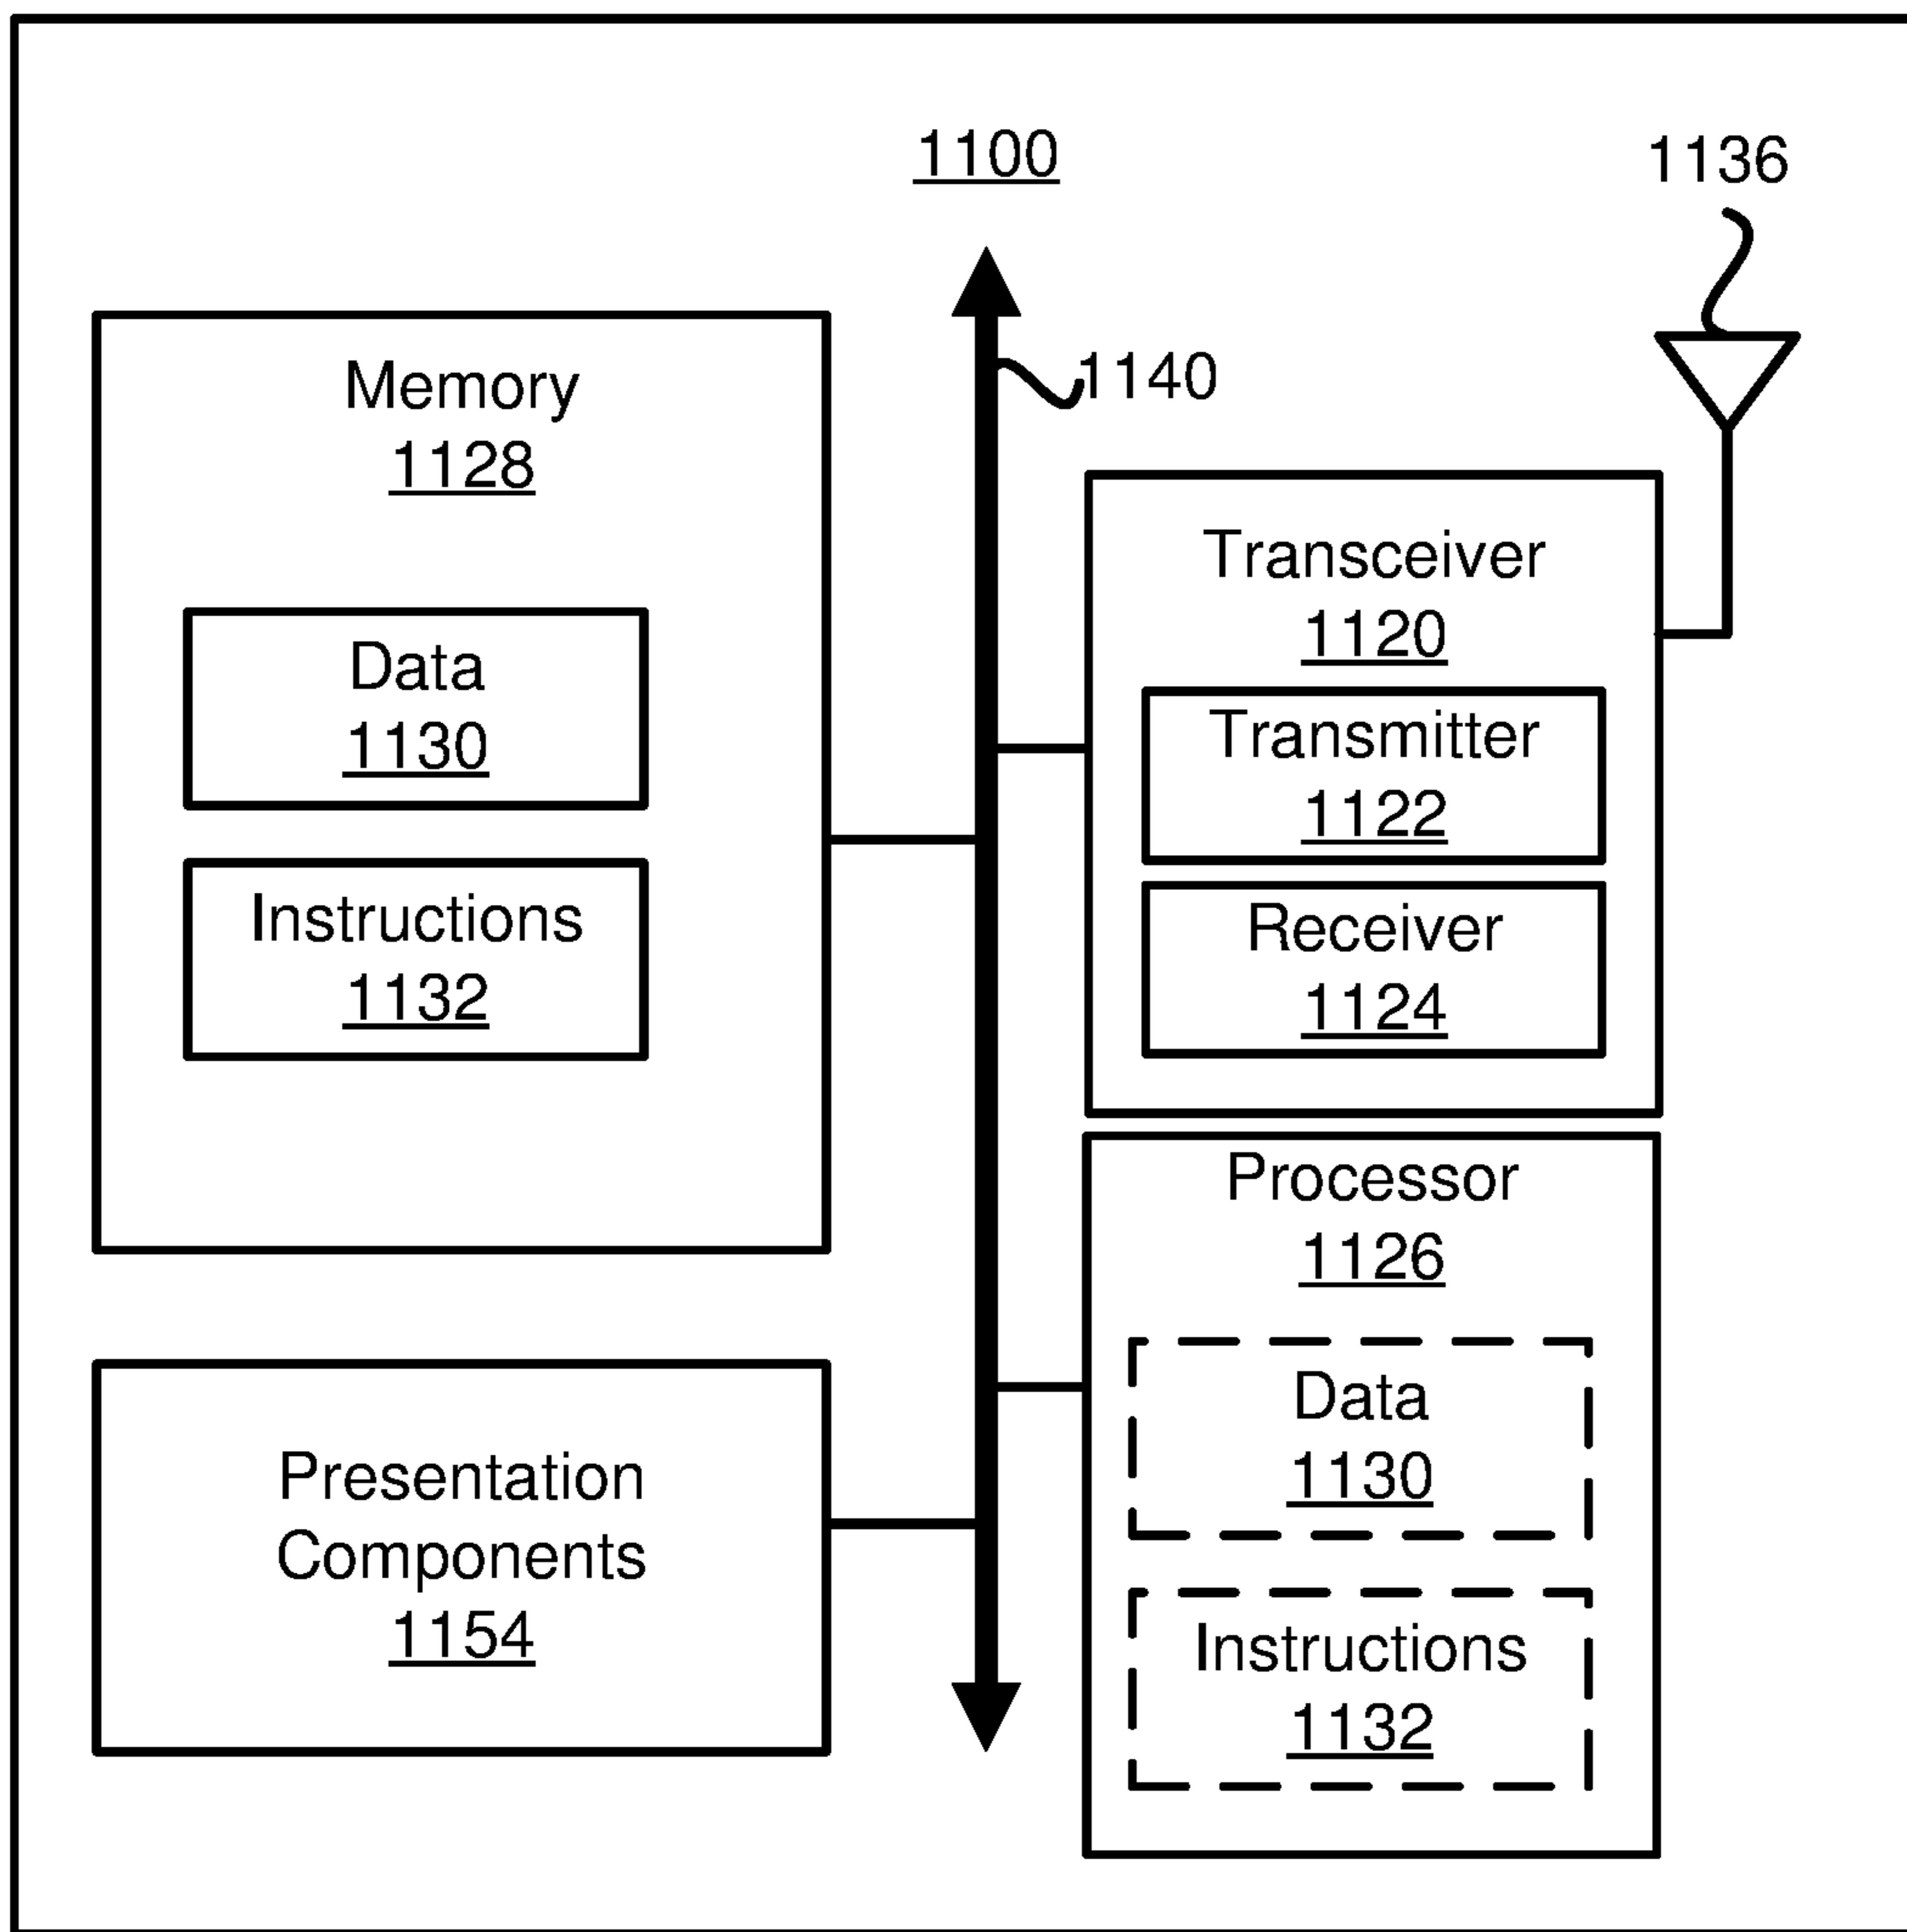 1100
1136
1140
Memory
1128
Data
1130
Instructions
1132
Transceiver
1120
Transmitter
1122
Receiver
1124
Presentation
Components
1154
Processor
1126
Data
1130
Instructions
1132